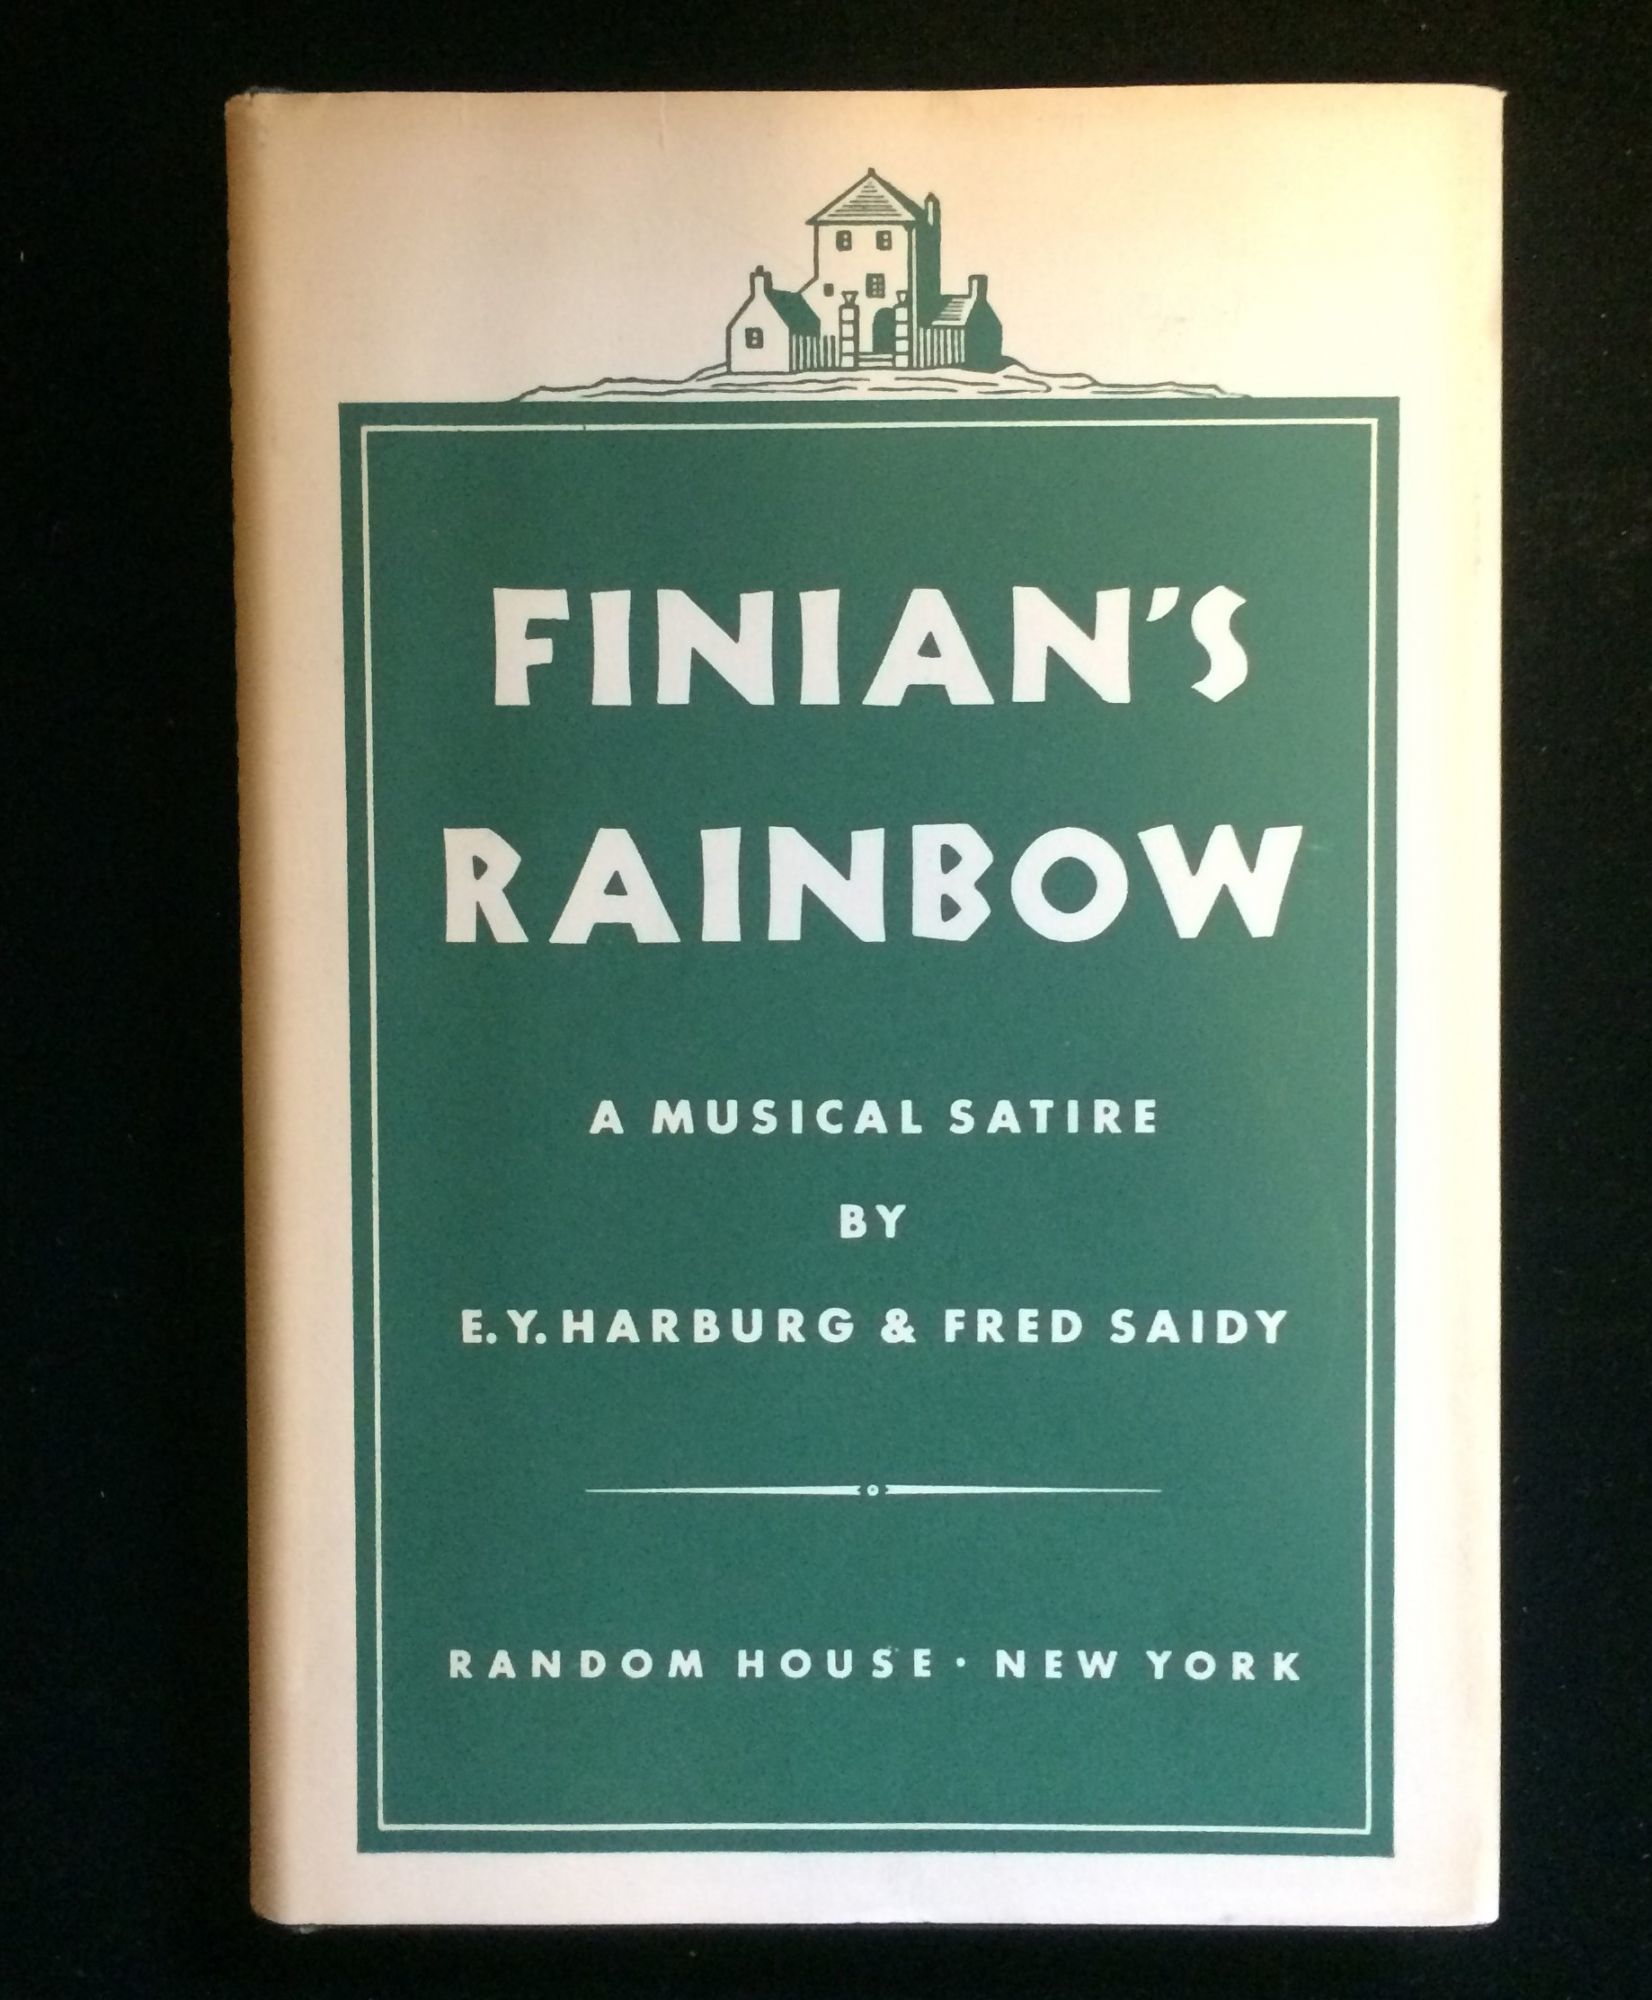 FINIAN'S
RAINBOW
A MUSICAL SATIRE
BY
E.Y. HARBURG & FRED SAIDY
RANDOM HOUSE · NEW YORK